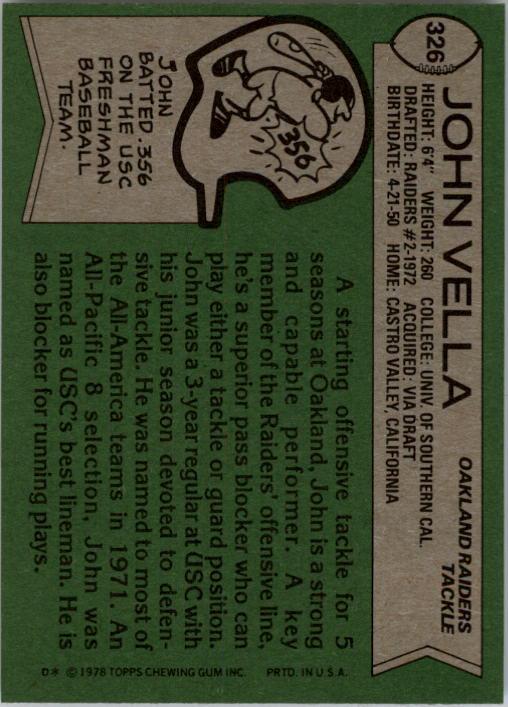 326
JOHN VELLA
OAKLAND RAIDERS
TACKLE
HEIGHT: 6'4" WEIGHT: 260 COLLEGE: UNIV. OF SOUTHERN CAL.
DRAFTED: RAIDERS #2-1972 ACQUIRED: VIA DRAFT
BIRTHDATE: 4-21-50 HOME: CASTRO VALLEY, CALIFORNIA
356
JOHN
BATTED .356
ON THE USC
FRESHMAN
BASEBALL
TEAM.
A starting offensive tackle for 5
seasons at Oakland, John is a strong
and capable performer. A key
member of the Raiders' offensive line,
he's a superior pass blocker who can
play either a tackle or guard position.
John was a 3-year regular at USC with
his junior season devoted to defen-
sive tackle. He was named to most of
the All-America teams in 1971. An
All-Pacific 8 selection, John was
named as USC's best lineman. He is
also blocker for running plays.
D* © 1978 TOPPS CHEWING GUM INC. PRTD. IN U.S.A.